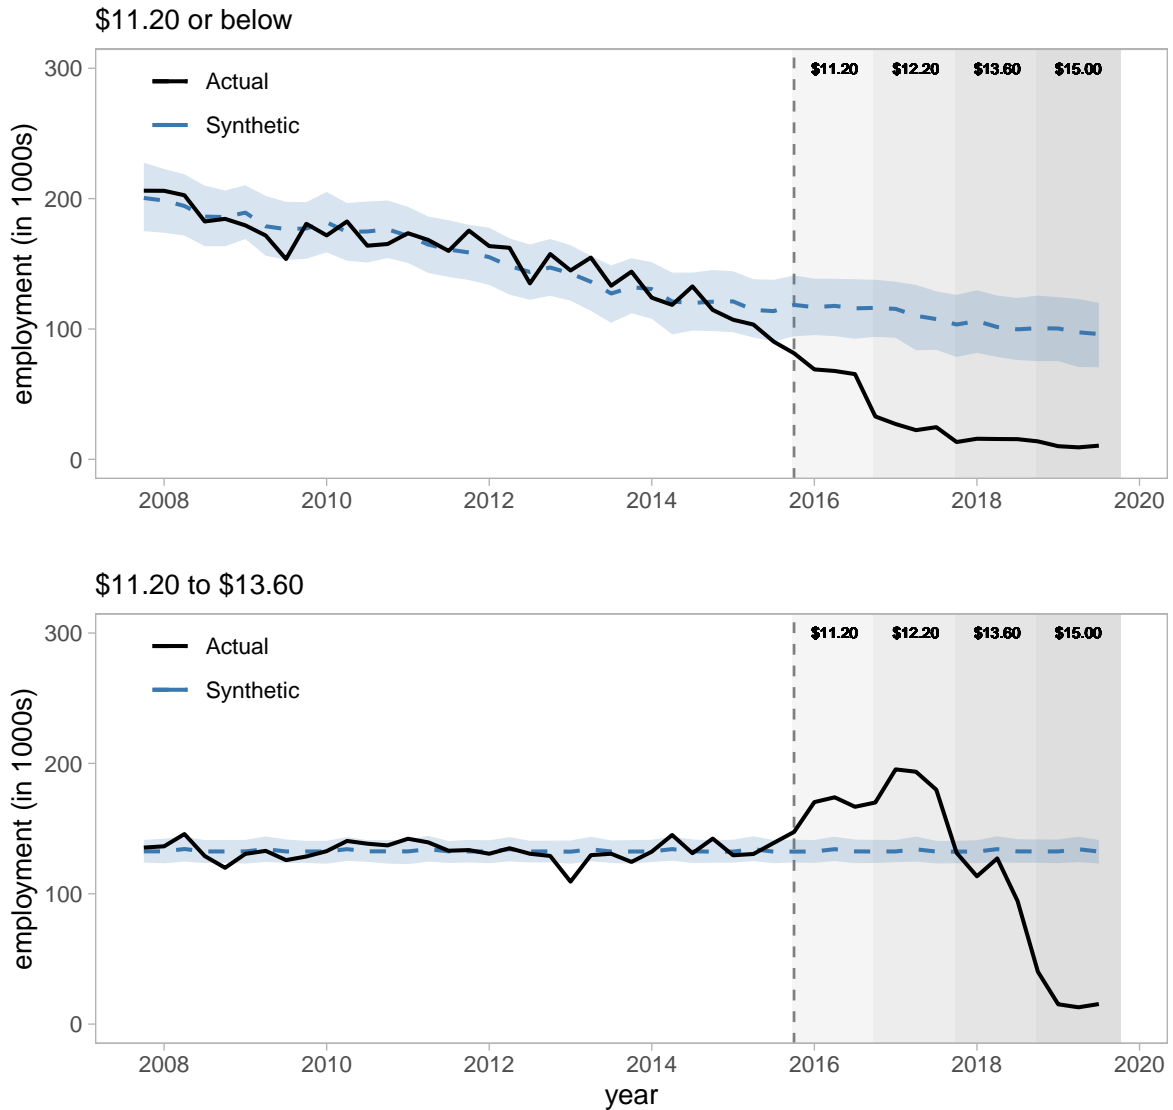 $11.20 or below
300
200
100
0
employment (in 1000s)
Actual
Synthetic
$11.20 $12.20 $13.60 $15.00
2008 2010 2012 2014 2016 2018 2020
$11.20 to $13.60
300
200
100
0
employment (in 1000s)
Actual
Synthetic
$11.20 $12.20 $13.60 $15.00
2008 2010 2012 2014 2016 2018 2020
year